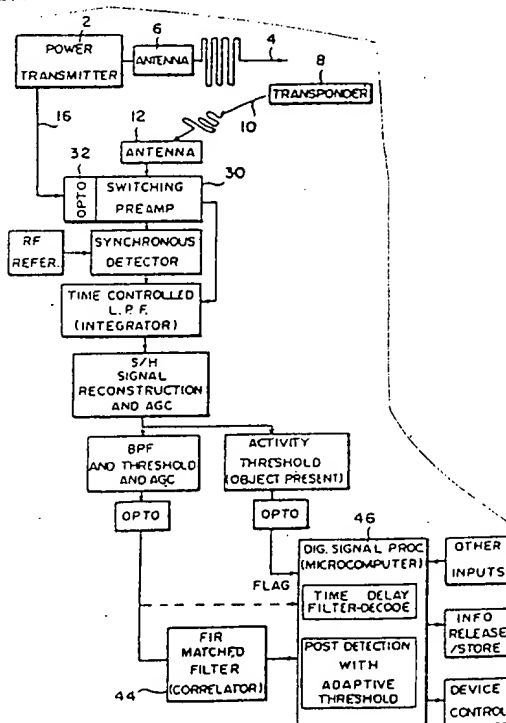 2
6
4
8
POWER
TRANSMITTER
ANTENNA
TRANSPONDER
10
16
12
ANTENNA
32
30
OPTO
SWITCHING
PREAMP
RF
REFER.
SYNCHRONOUS
DETECTOR
TIME CONTROLLED
L.P.F.
(INTEGRATOR)
S/H
SIGNAL
RECONSTRUCTION
AND AGC
BPF
AND THRESHOLD
AND AGC
ACTIVITY
THRESHOLD
(OBJECT PRESENT)
OPTO
OPTO
46
FLAG
DIG. SIGNAL PROC
(MICROCOMPUTER)
TIME DELAY
FILTER-DECODE
POST DETECTION
WITH
ADAPTIVE
THRESHOLD
FIR
MATCHED
FILTER
(CORRELATOR)
44
OTHER
INPUTS
INFO
RELEASE
/STORE
DEVICE
CONTROL